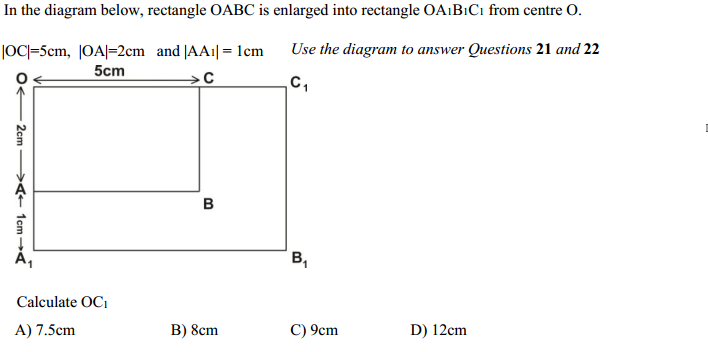 In the diagram below, rectangle OABC is enlarged into rectangle OA₁B₁C₁ from centre O.
|OC|=5cm, |OA|=2cm and |AA₁| = 1cm Use the diagram to answer Questions 21 and 22
5cm
O C C₁
2cm
A
B
1cm
A₁ B₁
Calculate OC₁
A) 7.5cm B) 8cm C) 9cm D) 12cm